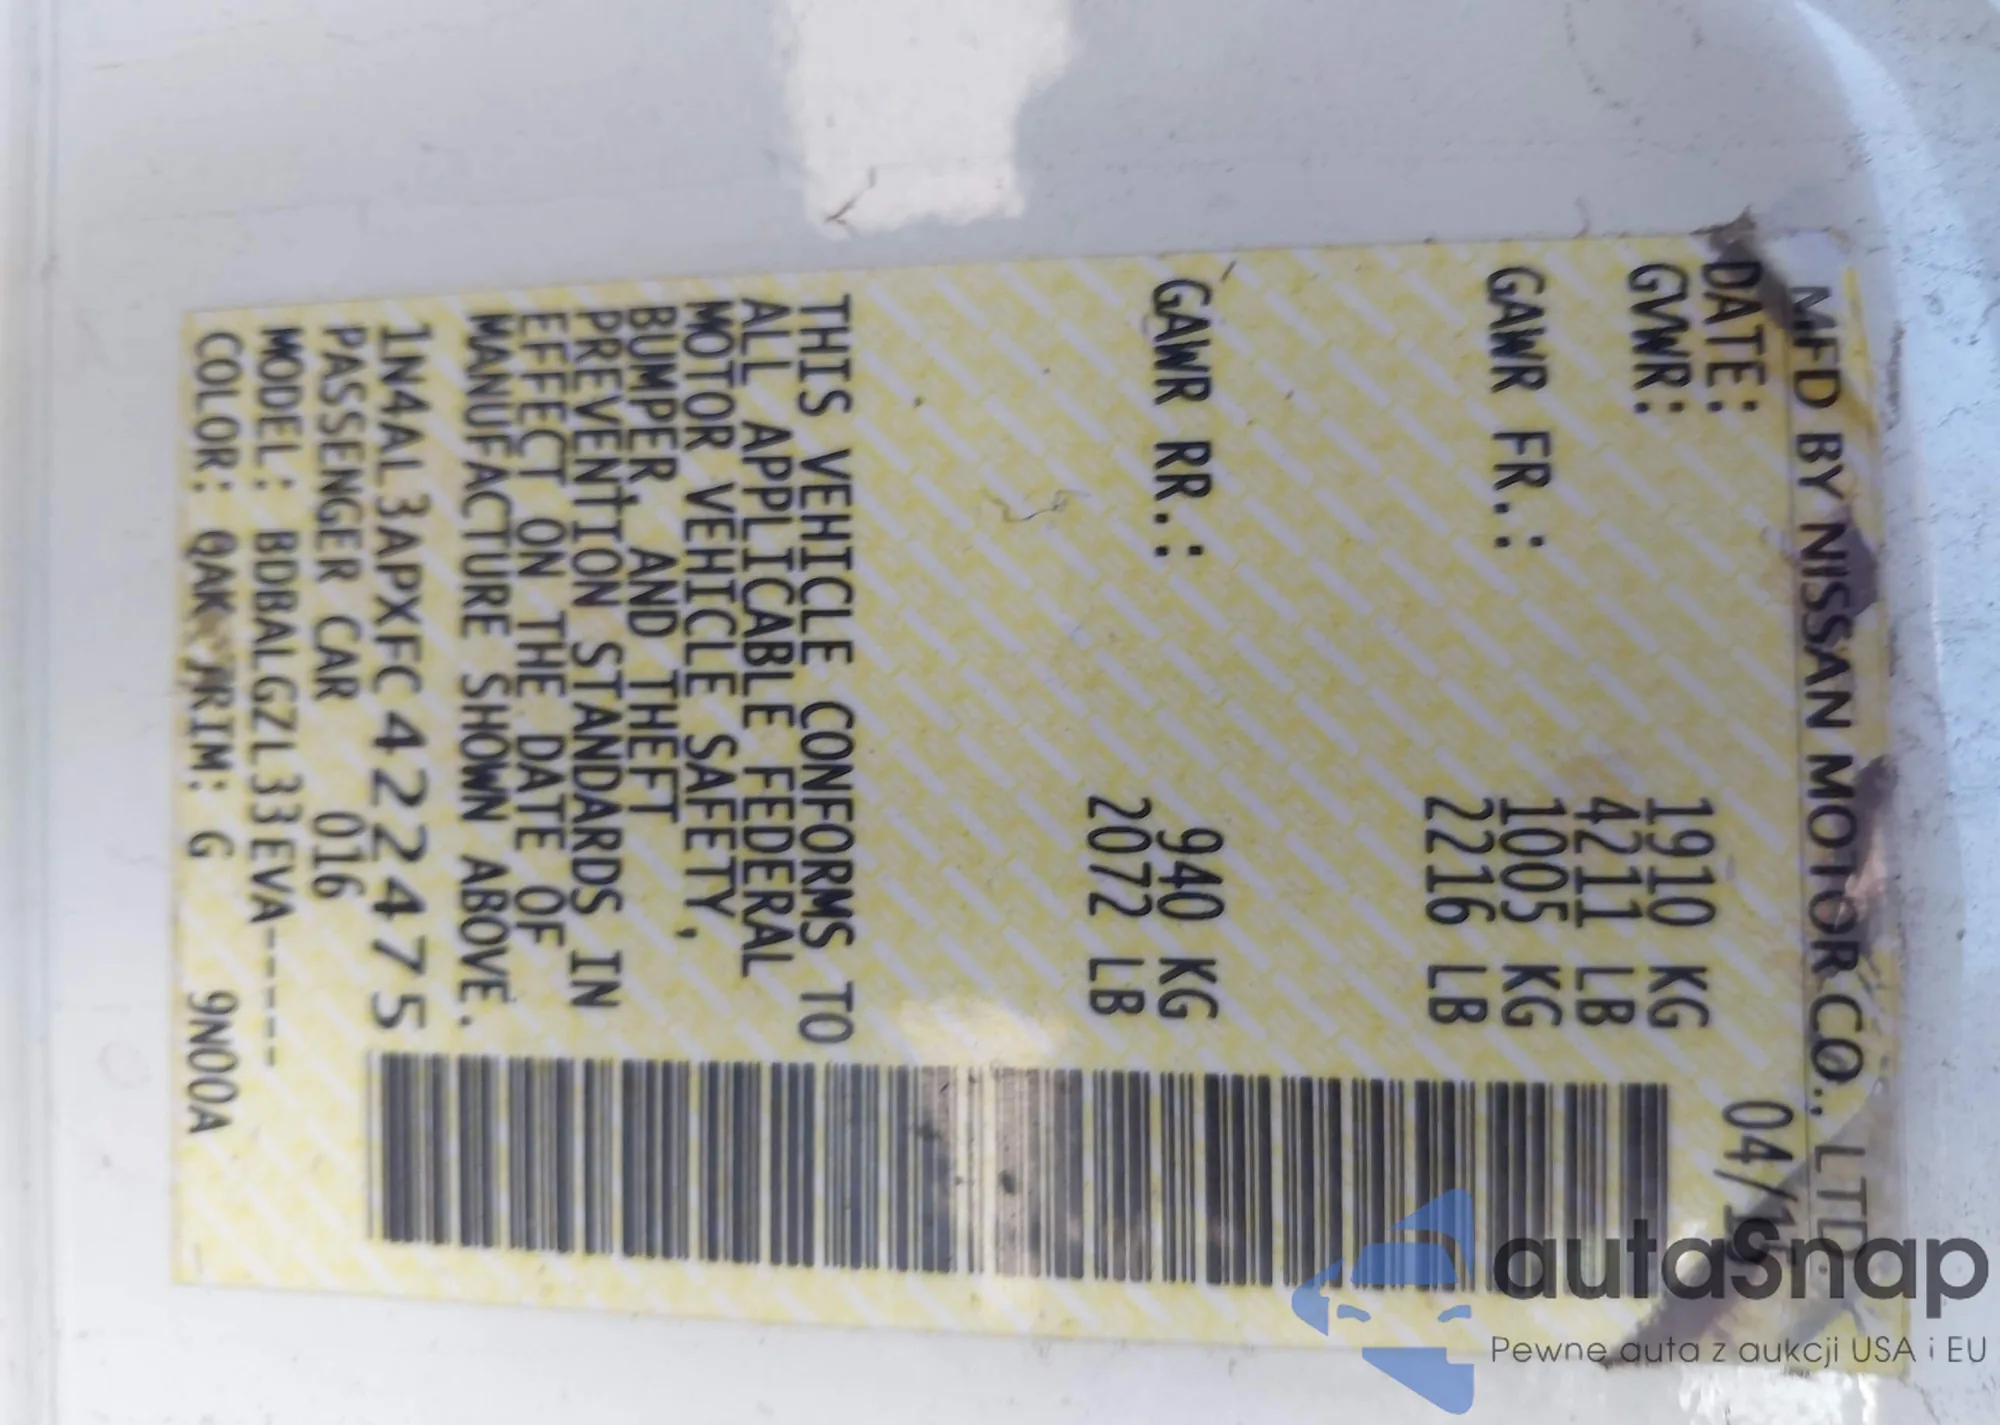 MFD BY NISSAN MOTOR CO., LTD.
DATE: 04/1
GVWR: 1910 KG
4211 LB
GAWR FR.: 1005 KG
2216 LB
GAWR RR.: 940 KG
2072 LB
THIS VEHICLE CONFORMS TO
ALL APPLICABLE FEDERAL
MOTOR VEHICLE SAFETY,
BUMPER, AND THEFT
PREVENTION STANDARDS IN
EFFECT ON THE DATE OF
MANUFACTURE SHOWN ABOVE.
1N4AL3APXFC422475
PASSENGER CAR 016
MODEL: BDBALGZL33EVA-----
COLOR: QAK TRIM: G 9N00A
autaSnap
Pewne auta z aukcji USA i EU